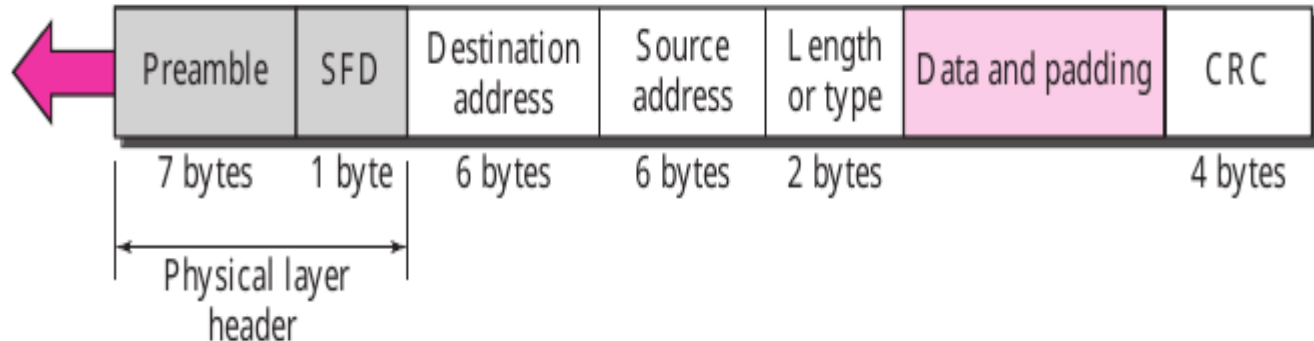 Preamble
SFD
Destination
address
Source
address
Length
or type
Data and padding
CRC
7 bytes
1 byte
6 bytes
6 bytes
2 bytes
4 bytes
Physical layer
header